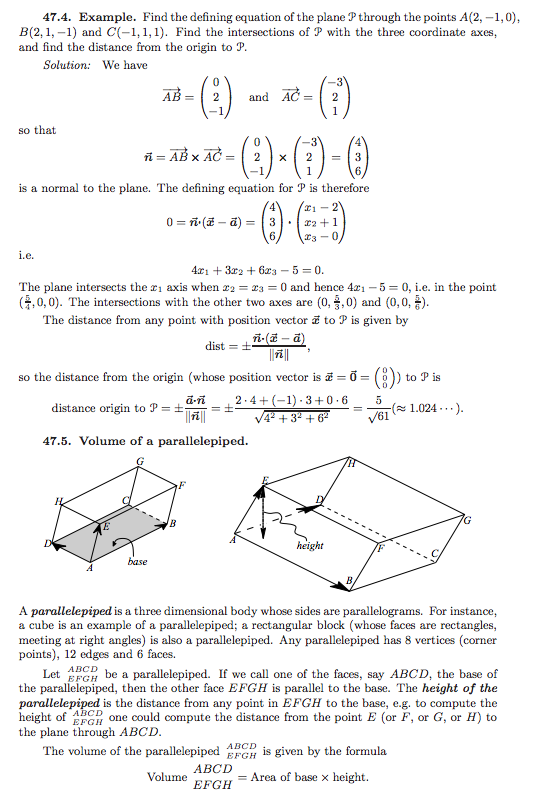 47.4. Example. Find the defining equation of the plane 𝒫 through the points A(2, −1, 0),
B(2, 1, −1) and C(−1, 1, 1). Find the intersections of 𝒫 with the three coordinate axes,
and find the distance from the origin to 𝒫.
Solution: We have
$\overrightarrow{AB} = \begin{pmatrix} 0 \\ 2 \\ -1 \end{pmatrix}$ and $\overrightarrow{AC} = \begin{pmatrix} -3 \\ 2 \\ 1 \end{pmatrix}$
so that
$\vec{n} = \overrightarrow{AB} \times \overrightarrow{AC} = \begin{pmatrix} 0 \\ 2 \\ -1 \end{pmatrix} \times \begin{pmatrix} -3 \\ 2 \\ 1 \end{pmatrix} = \begin{pmatrix} 4 \\ 3 \\ 6 \end{pmatrix}$
is a normal to the plane. The defining equation for 𝒫 is therefore
$0 = \vec{n} \cdot (\vec{x} - \vec{a}) = \begin{pmatrix} 4 \\ 3 \\ 6 \end{pmatrix} \cdot \begin{pmatrix} x_1 - 2 \\ x_2 + 1 \\ x_3 - 0 \end{pmatrix}$
i.e.
$4x_1 + 3x_2 + 6x_3 - 5 = 0.$
The plane intersects the $x_1$ axis when $x_2 = x_3 = 0$ and hence $4x_1 - 5 = 0$, i.e. in the point
$(\frac{5}{4}, 0, 0)$. The intersections with the other two axes are $(0, \frac{5}{3}, 0)$ and $(0, 0, \frac{5}{6})$.
The distance from any point with position vector $\vec{x}$ to 𝒫 is given by
$\text{dist} = \pm \frac{\vec{n} \cdot (\vec{x} - \vec{a})}{\|\vec{n}\|},$
so the distance from the origin (whose position vector is $\vec{x} = \vec{0} = \begin{pmatrix} 0 \\ 0 \\ 0 \end{pmatrix}$) to 𝒫 is
distance origin to 𝒫 $= \pm \frac{\vec{a} \cdot \vec{n}}{\|\vec{n}\|} = \pm \frac{2 \cdot 4 + (-1) \cdot 3 + 0 \cdot 6}{\sqrt{4^2 + 3^2 + 6^2}} = \frac{5}{\sqrt{61}} (\approx 1.024 \cdots).$
47.5. Volume of a parallelepiped.
G
F
H
C
E
B
D
A
base
H
E
D
G
A
height
F
C
B
A parallelepiped is a three dimensional body whose sides are parallelograms. For instance,
a cube is an example of a parallelepiped; a rectangular block (whose faces are rectangles,
meeting at right angles) is also a parallelepiped. Any parallelepiped has 8 vertices (corner
points), 12 edges and 6 faces.
Let $\begin{smallmatrix} ABCD \\ EFGH \end{smallmatrix}$ be a parallelepiped. If we call one of the faces, say ABCD, the base of
the parallelepiped, then the other face EFGH is parallel to the base. The height of the
parallelepiped is the distance from any point in EFGH to the base, e.g. to compute the
height of $\begin{smallmatrix} ABCD \\ EFGH \end{smallmatrix}$ one could compute the distance from the point E (or F, or G, or H) to
the plane through ABCD.
The volume of the parallelepiped $\begin{smallmatrix} ABCD \\ EFGH \end{smallmatrix}$ is given by the formula
Volume $\begin{matrix} ABCD \\ EFGH \end{matrix}$ = Area of base × height.